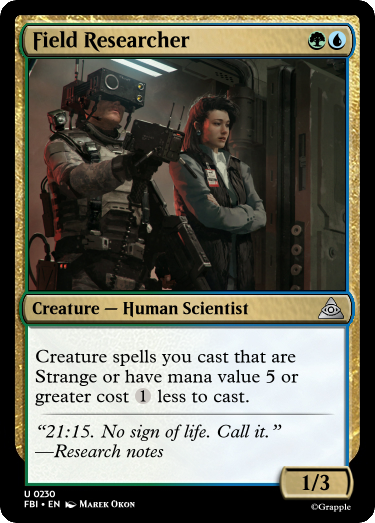 Field Researcher
Creature — Human Scientist
Creature spells you cast that are
Strange or have mana value 5 or
greater cost 1 less to cast.
“21:15. No sign of life. Call it.”
—Research notes
1/3
U 0230
FBI • EN Marek Okon
©Grapple